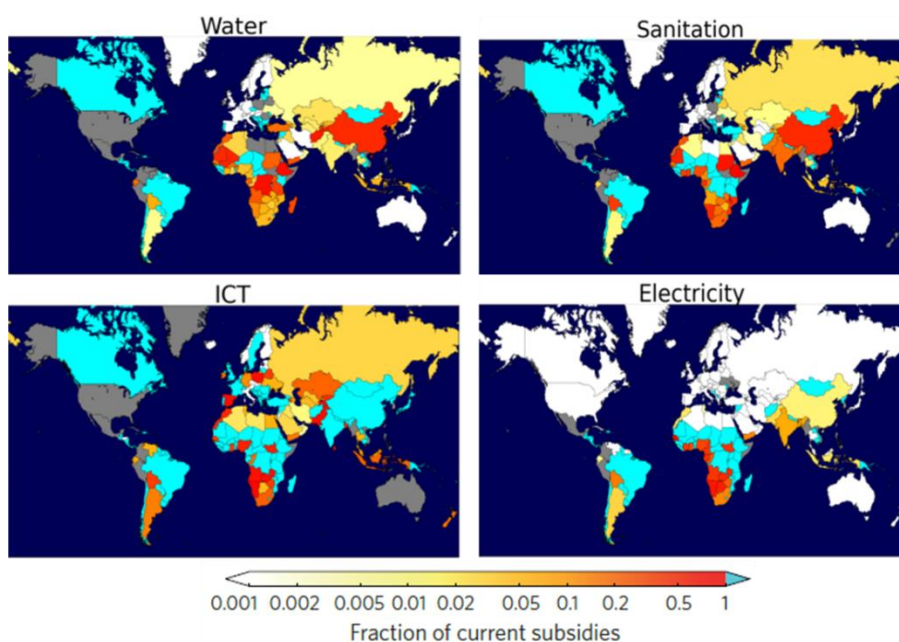 Water
Sanitation
ICT
Electricity
0.001 0.002 0.005 0.01 0.02 0.05 0.1 0.2 0.5 1
Fraction of current subsidies